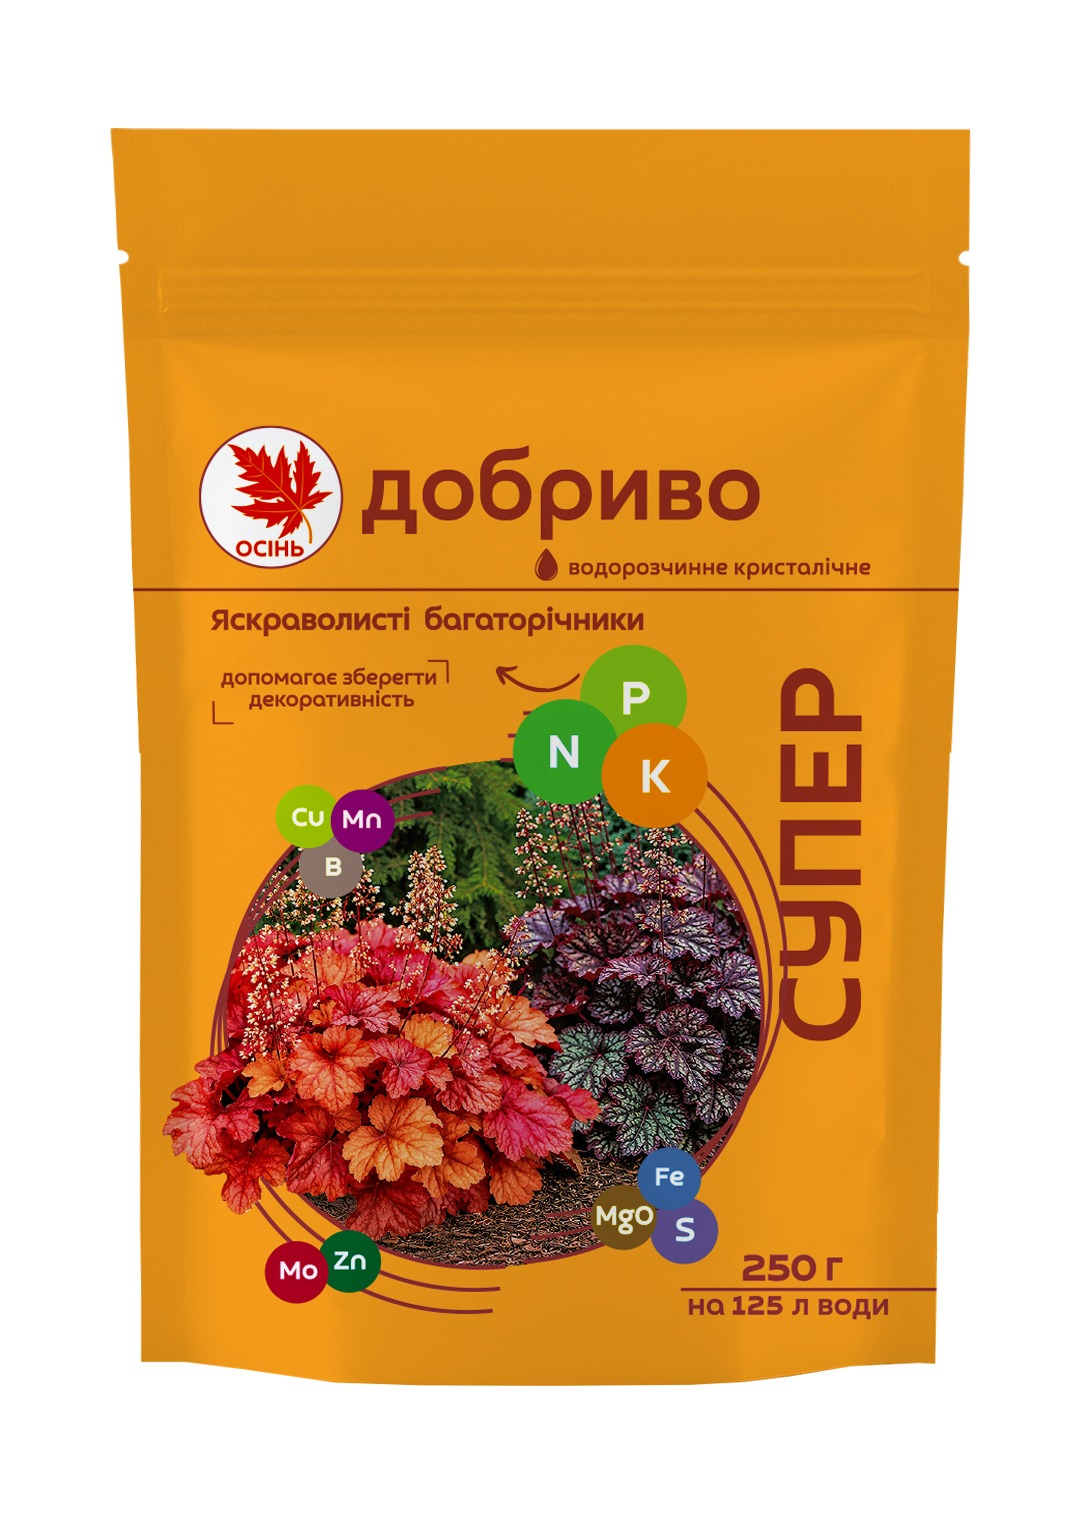 ОСІНЬ
добриво
водорозчинне кристалічне
Яскраволисті багаторічники
допомагає зберегти
декоративність
P
N
K
СУПЕР
Cu
Mn
B
Fe
MgO
S
Mo
Zn
250 г
на 125 л води